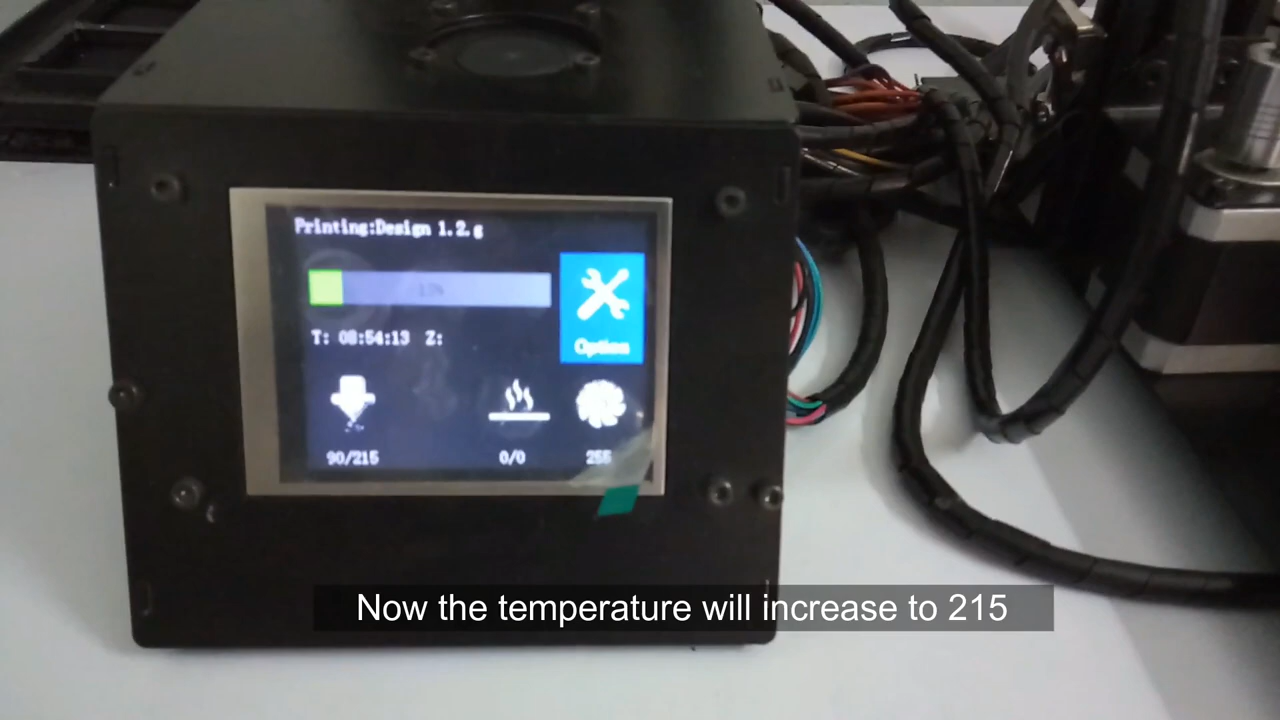 Printing:Design 1.2.g
T: 08:54:13 Z:
Option
90/215
0/0
255
Now the temperature will increase to 215